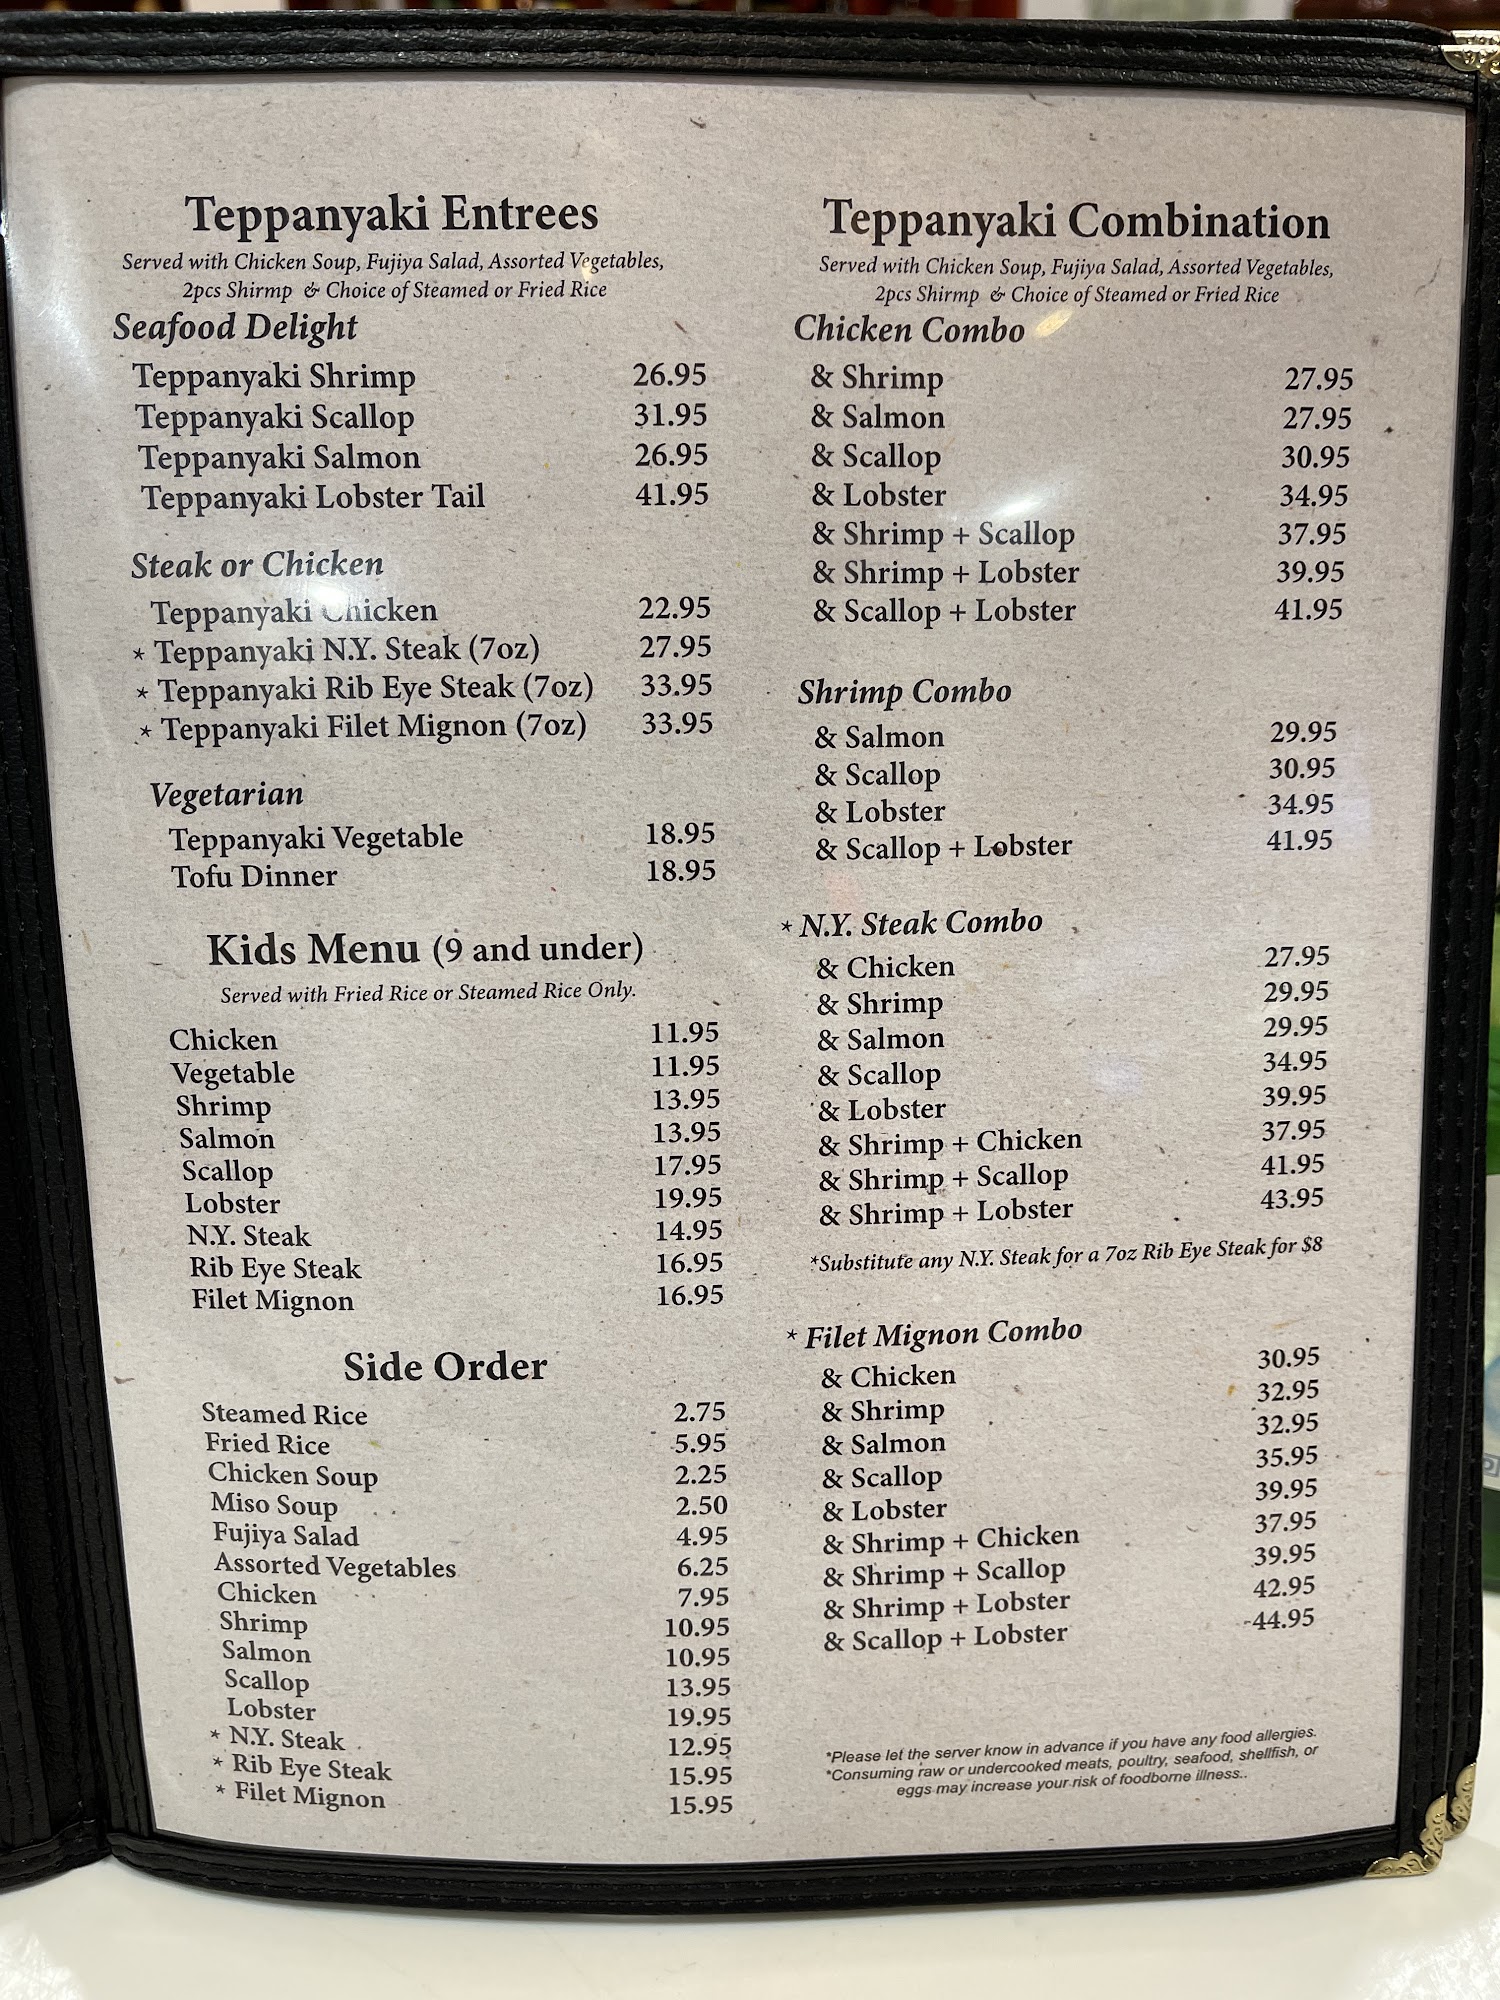 Teppanyaki Entrees
Served with Chicken Soup, Fujiya Salad, Assorted Vegetables,
2pcs Shirmp & Choice of Steamed or Fried Rice
Seafood Delight
Teppanyaki Shrimp 26.95
Teppanyaki Scallop 31.95
Teppanyaki Salmon 26.95
Teppanyaki Lobster Tail 41.95
Steak or Chicken
Teppanyaki Chicken 22.95
* Teppanyaki N.Y. Steak (7oz) 27.95
* Teppanyaki Rib Eye Steak (7oz) 33.95
* Teppanyaki Filet Mignon (7oz) 33.95
Vegetarian
Teppanyaki Vegetable 18.95
Tofu Dinner 18.95
Kids Menu (9 and under)
Served with Fried Rice or Steamed Rice Only.
Chicken 11.95
Vegetable 11.95
Shrimp 13.95
Salmon 13.95
Scallop 17.95
Lobster 19.95
N.Y. Steak 14.95
Rib Eye Steak 16.95
Filet Mignon 16.95
Side Order
Steamed Rice 2.75
Fried Rice 5.95
Chicken Soup 2.25
Miso Soup 2.50
Fujiya Salad 4.95
Assorted Vegetables 6.25
Chicken 7.95
Shrimp 10.95
Salmon 10.95
Scallop 13.95
Lobster 19.95
* N.Y. Steak 12.95
* Rib Eye Steak 15.95
* Filet Mignon 15.95
Teppanyaki Combination
Served with Chicken Soup, Fujiya Salad, Assorted Vegetables,
2pcs Shirmp & Choice of Steamed or Fried Rice
Chicken Combo
& Shrimp 27.95
& Salmon 27.95
& Scallop 30.95
& Lobster 34.95
& Shrimp + Scallop 37.95
& Shrimp + Lobster 39.95
& Scallop + Lobster 41.95
Shrimp Combo
& Salmon 29.95
& Scallop 30.95
& Lobster 34.95
& Scallop + Lobster 41.95
* N.Y. Steak Combo
& Chicken 27.95
& Shrimp 29.95
& Salmon 29.95
& Scallop 34.95
& Lobster 39.95
& Shrimp + Chicken 37.95
& Shrimp + Scallop 41.95
& Shrimp + Lobster 43.95
*Substitute any N.Y. Steak for a 7oz Rib Eye Steak for $8
* Filet Mignon Combo
& Chicken 30.95
& Shrimp 32.95
& Salmon 32.95
& Scallop 35.95
& Lobster 39.95
& Shrimp + Chicken 37.95
& Shrimp + Scallop 39.95
& Shrimp + Lobster 42.95
& Scallop + Lobster -44.95
*Please let the server know in advance if you have any food allergies.
*Consuming raw or undercooked meats, poultry, seafood, shellfish, or
eggs may increase your risk of foodborne illness..